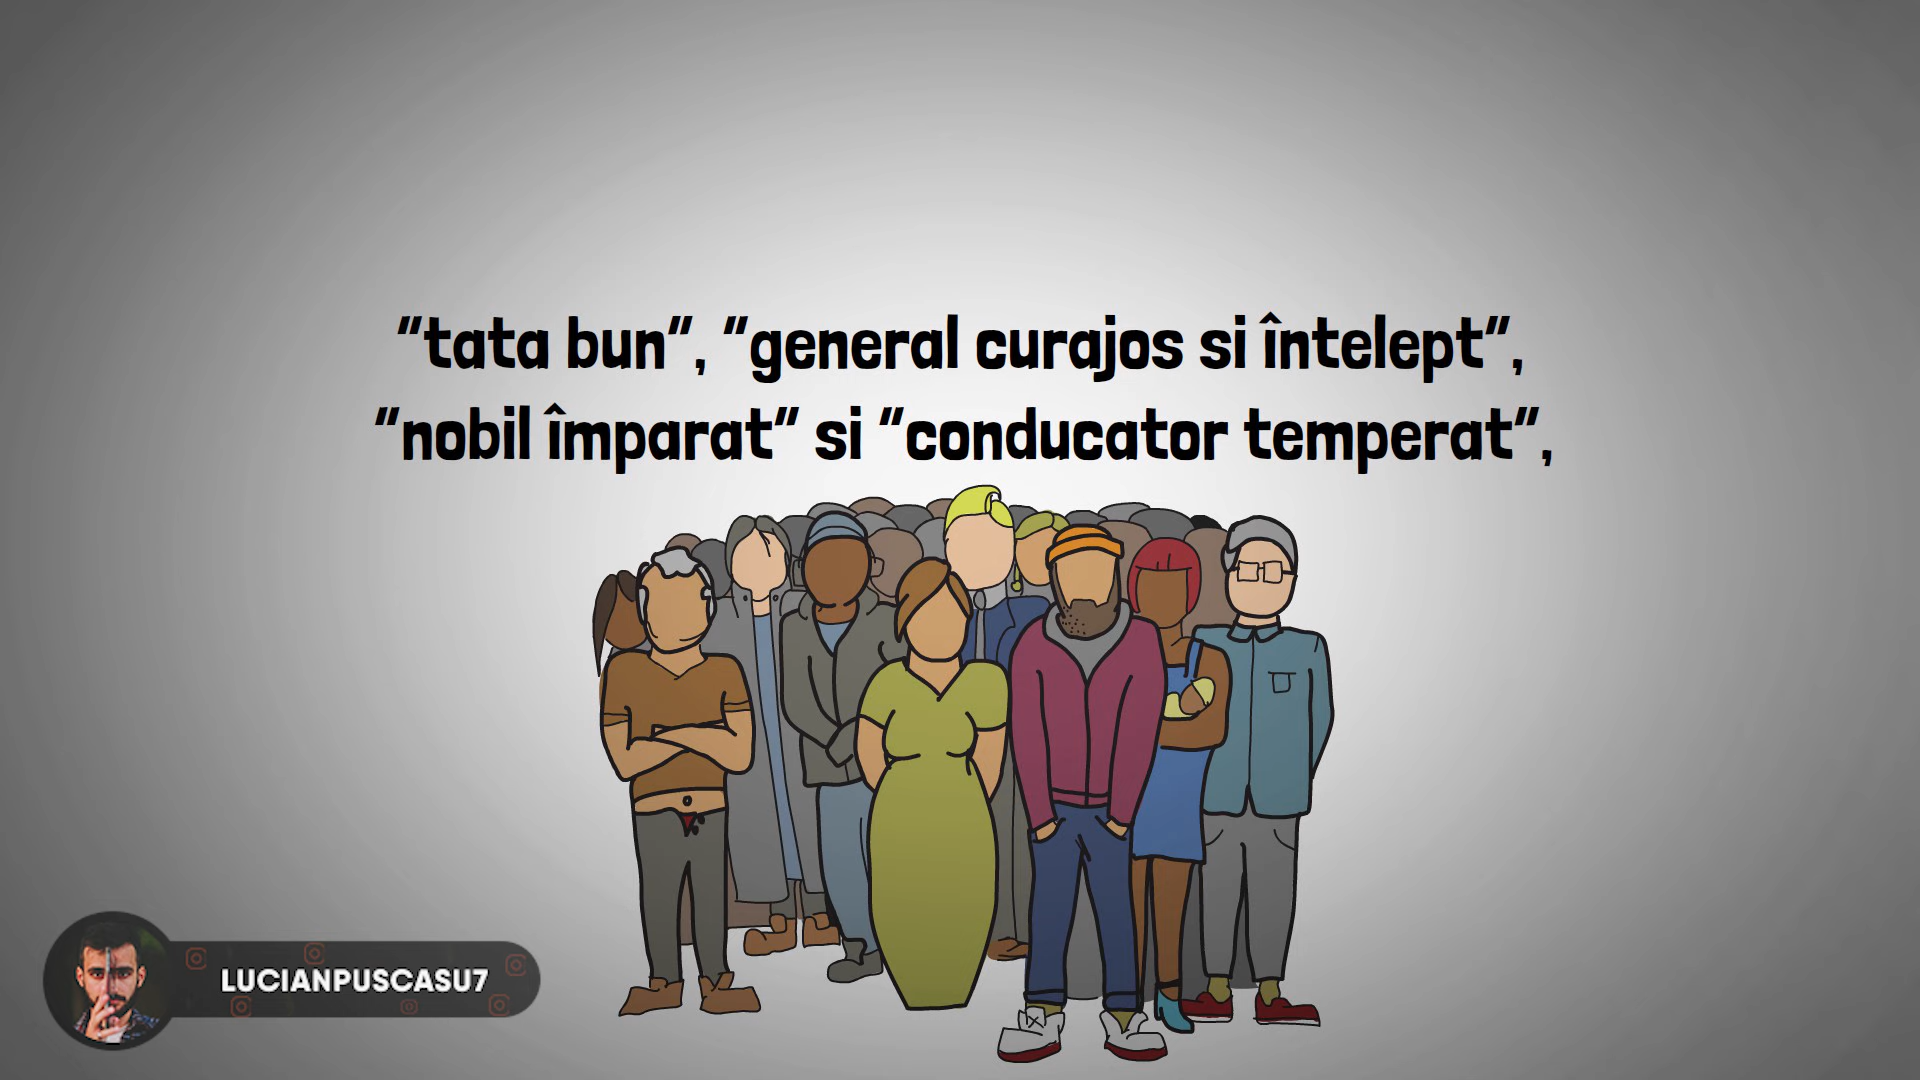 "tata bun", "general curajos si întelept",
"nobil împarat" si "conducator temperat",
LUCIANPUSCASU7